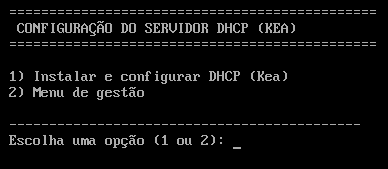 ==============================================
 CONFIGURAÇÃO DO SERVIDOR DHCP (KEA)
==============================================
1) Instalar e configurar DHCP (Kea)
2) Menu de gestão
--------------------------------------------
Escolha uma opção (1 ou 2): _